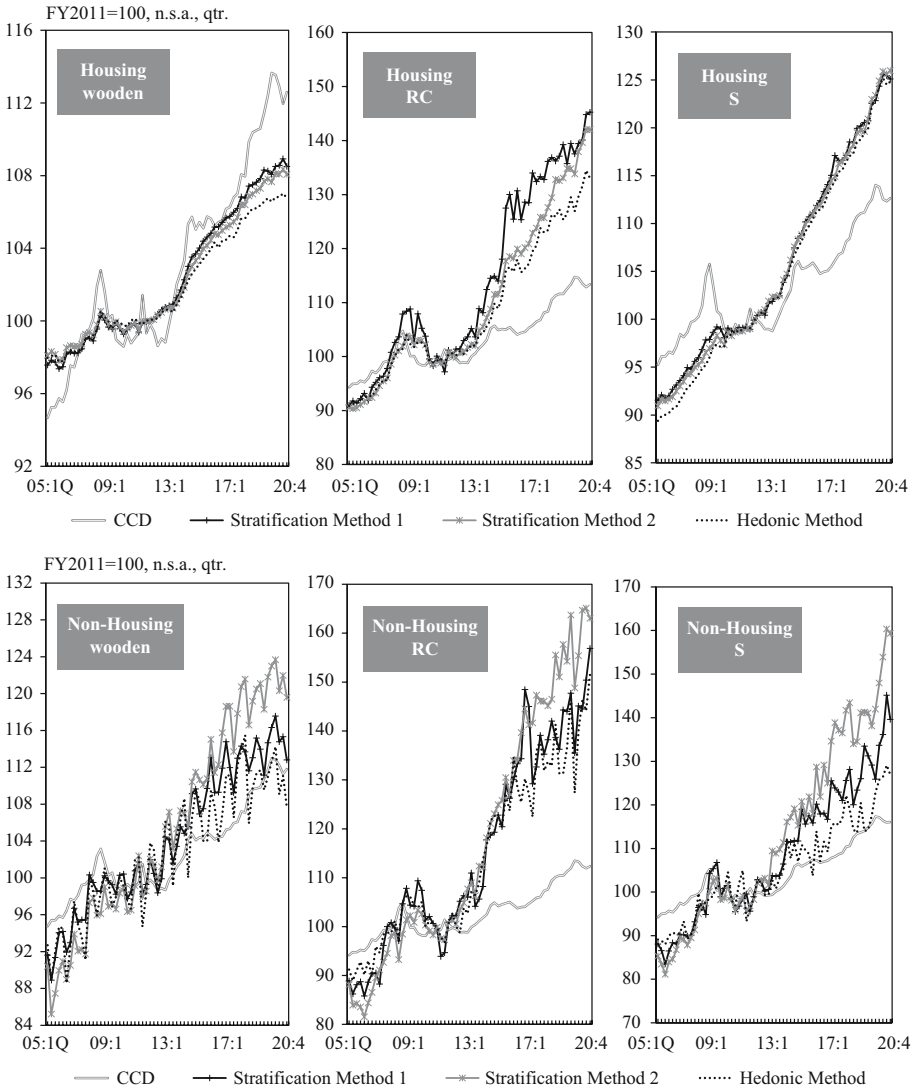 FY2011=100, n.s.a., qtr.
116
112
108
104
100
96
92
Housing
wooden
05:1Q 09:1 13:1 17:1 20:4
160
150
140
130
120
110
100
90
80
Housing
RC
05:1Q 09:1 13:1 17:1 20:4
130
125
120
115
110
105
100
95
90
85
Housing
S
05:1Q 09:1 13:1 17:1 20:4
CCD Stratification Method 1 Stratification Method 2 Hedonic Method
FY2011=100, n.s.a., qtr.
132
128
124
120
116
112
108
104
100
96
92
88
84
Non-Housing
wooden
05:1Q 09:1 13:1 17:1 20:4
170
160
150
140
130
120
110
100
90
80
Non-Housing
RC
05:1Q 09:1 13:1 17:1 20:4
170
160
150
140
130
120
110
100
90
80
70
Non-Housing
S
05:1Q 09:1 13:1 17:1 20:4
CCD Stratification Method 1 Stratification Method 2 Hedonic Method